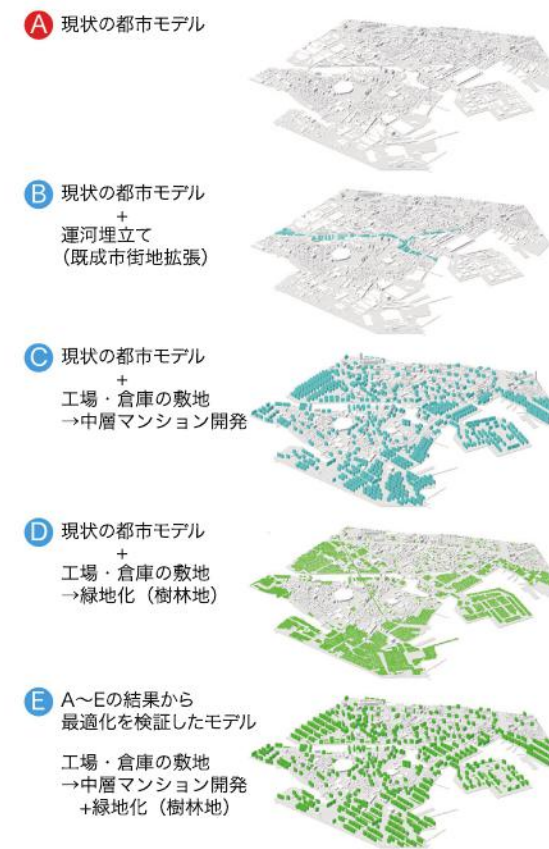 A 現状の都市モデル
B 現状の都市モデル
+
運河埋立て
(既成市街地拡張)
C 現状の都市モデル
+
工場・倉庫の敷地
→中層マンション開発
D 現状の都市モデル
+
工場・倉庫の敷地
→緑地化（樹林地）
E A～Eの結果から
最適化を検証したモデル
工場・倉庫の敷地
→中層マンション開発
+緑地化（樹林地）